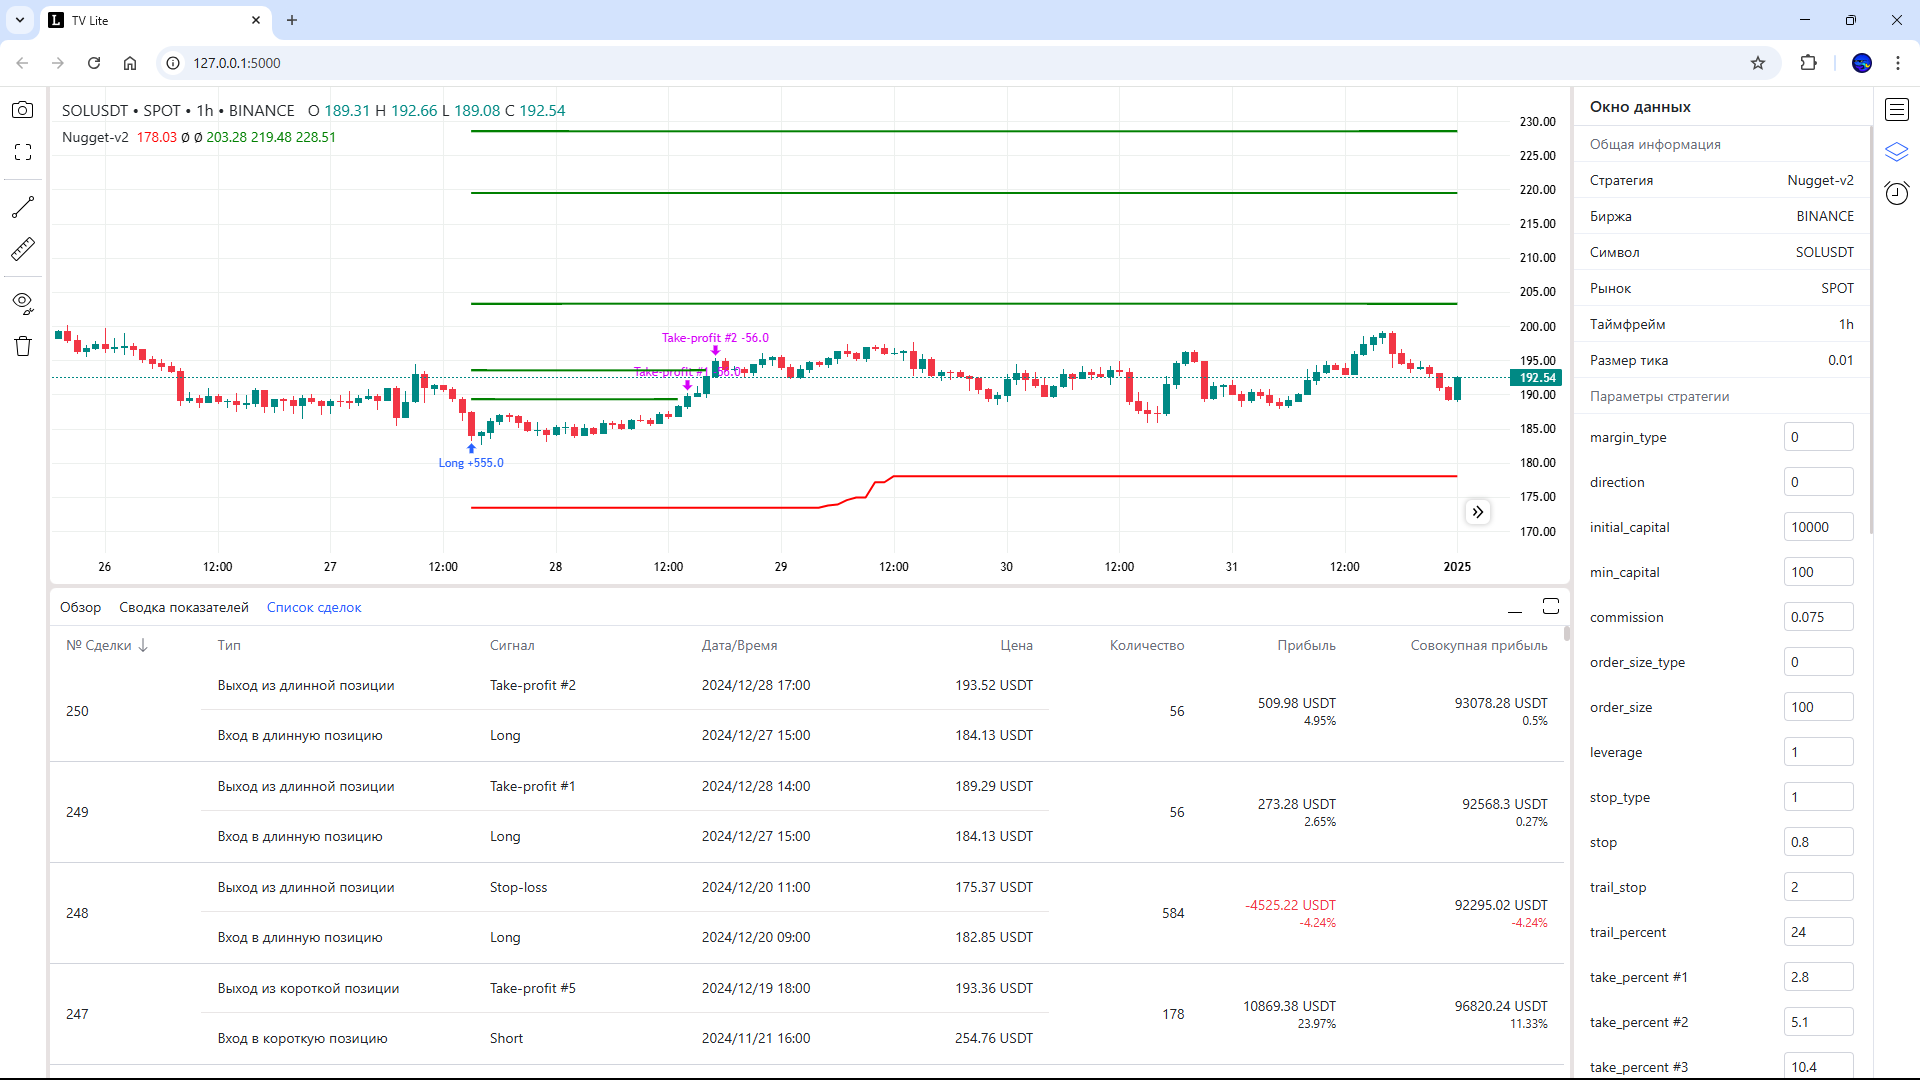 TV Lite
127.0.0.1:5000
SOLUSDT • SPOT • 1h • BINANCE O 189.31 H 192.66 L 189.08 C 192.54
Nugget-v2 178.03 Ø Ø 203.28 219.48 228.51
230.00
225.00
220.00
215.00
210.00
205.00
200.00
195.00
192.54
190.00
185.00
180.00
175.00
170.00
Take-profit #2 -56.0
Take-profit #1 -56.0
Long +555.0
26 12:00 27 12:00 28 12:00 29 12:00 30 12:00 31 12:00 2025
Обзор Сводка показателей Список сделок
№ Сделки Тип Сигнал Дата/Время Цена Количество Прибыль Совокупная прибыль
250
Выход из длинной позиции Take-profit #2 2024/12/28 17:00 193.52 USDT
Вход в длинную позицию Long 2024/12/27 15:00 184.13 USDT
56
509.98 USDT
4.95%
93078.28 USDT
0.5%
249
Выход из длинной позиции Take-profit #1 2024/12/28 14:00 189.29 USDT
Вход в длинную позицию Long 2024/12/27 15:00 184.13 USDT
56
273.28 USDT
2.65%
92568.3 USDT
0.27%
248
Выход из длинной позиции Stop-loss 2024/12/20 11:00 175.37 USDT
Вход в длинную позицию Long 2024/12/20 09:00 182.85 USDT
584
-4525.22 USDT
-4.24%
92295.02 USDT
-4.24%
247
Выход из короткой позиции Take-profit #5 2024/12/19 18:00 193.36 USDT
Вход в короткую позицию Short 2024/11/21 16:00 254.76 USDT
178
10869.38 USDT
23.97%
96820.24 USDT
11.33%
Окно данных
Общая информация
Стратегия Nugget-v2
Биржа BINANCE
Символ SOLUSDT
Рынок SPOT
Таймфрейм 1h
Размер тика 0.01
Параметры стратегии
margin_type 0
direction 0
initial_capital 10000
min_capital 100
commission 0.075
order_size_type 0
order_size 100
leverage 1
stop_type 1
stop 0.8
trail_stop 2
trail_percent 24
take_percent #1 2.8
take_percent #2 5.1
take_percent #3 10.4